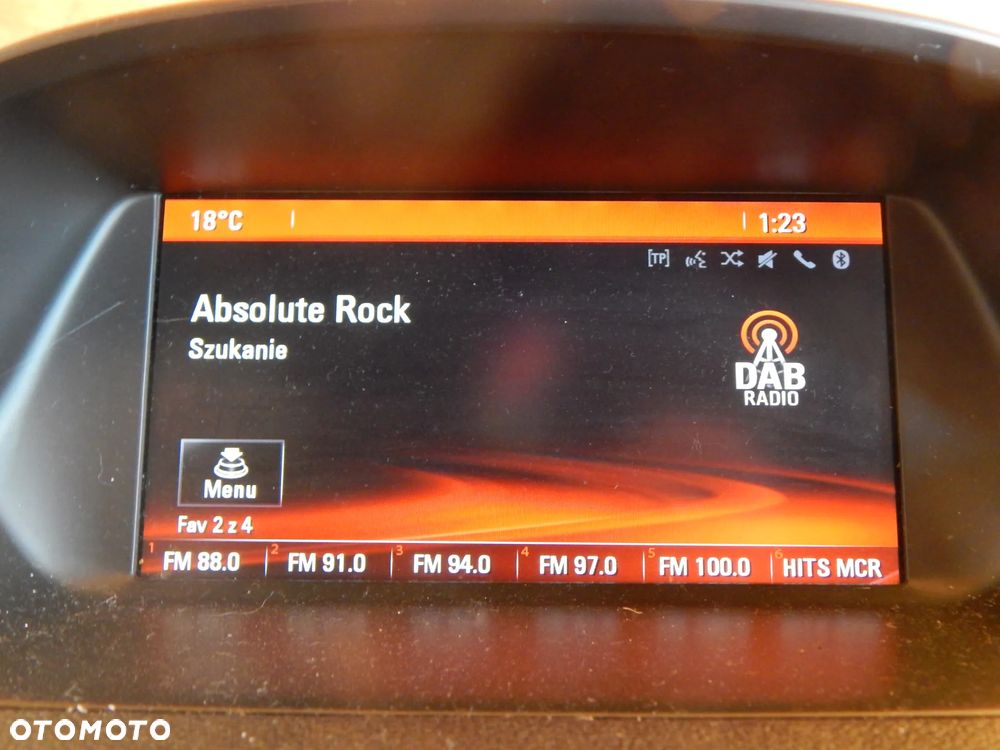 18°C 1:23
[TP]
Absolute Rock
Szukanie
DAB
RADIO
Menu
Fav 2 z 4
1 FM 88.0 2 FM 91.0 3 FM 94.0 4 FM 97.0 5 FM 100.0 6 HITS MCR
OTOMOTO